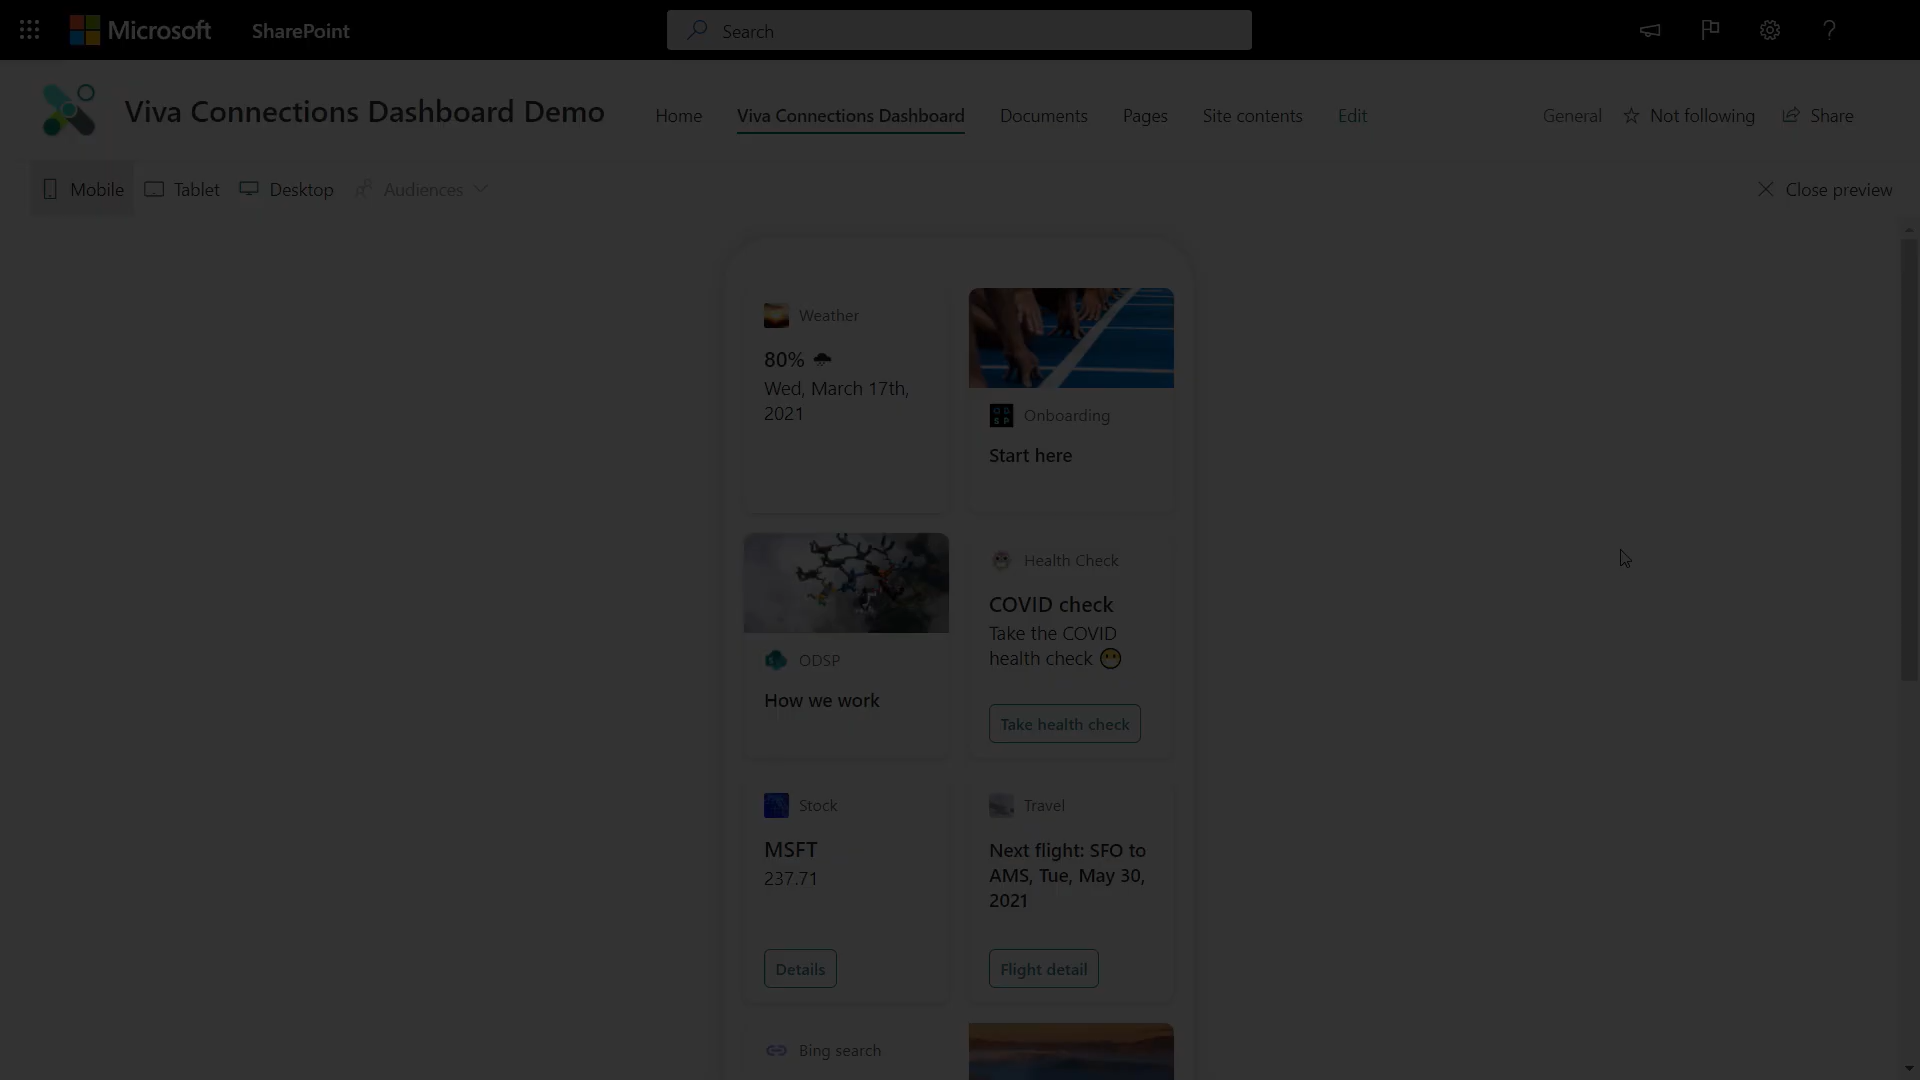 Microsoft SharePoint Search
Viva Connections Dashboard Demo Home Viva Connections Dashboard Documents Pages Site contents Edit General Not following Share
Mobile Tablet Desktop Audiences Close preview
Weather
80%
Wed, March 17th,
2021
Onboarding
Start here
ODSP
How we work
Health Check
COVID check
Take the COVID
health check
Take health check
Stock
MSFT
237.71
Details
Travel
Next flight: SFO to
AMS, Tue, May 30,
2021
Flight detail
Bing search